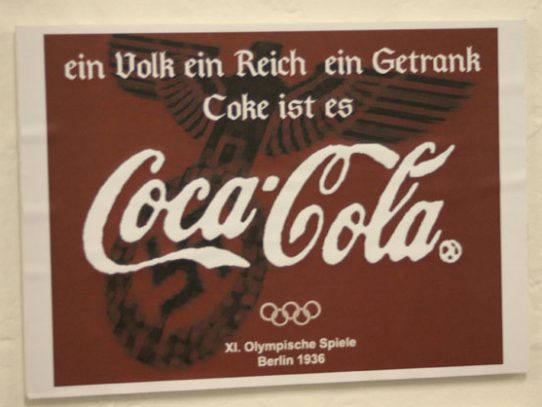 ein Volk ein Reich ein Getrank
Coke ist es
Coca-Cola
XI. Olympische Spiele
Berlin 1936